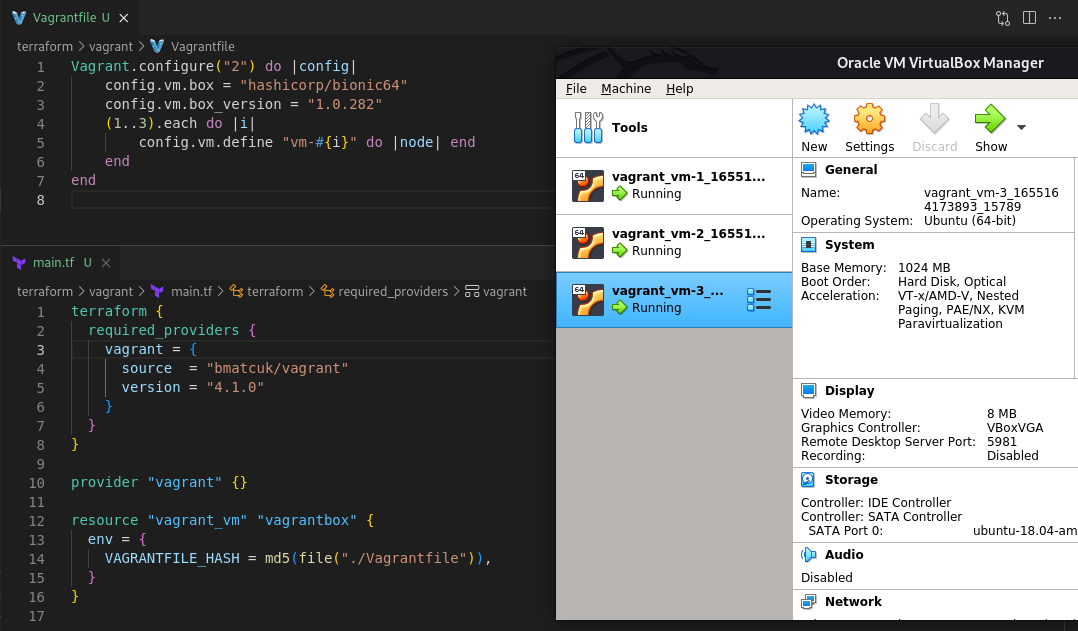 Vagrantfile U
terraform > vagrant > Vagrantfile
1 Vagrant.configure("2") do |config|
2 config.vm.box = "hashicorp/bionic64"
3 config.vm.box_version = "1.0.282"
4 (1..3).each do |i|
5 config.vm.define "vm-#{i}" do |node| end
6 end
7 end
8
main.tf U
terraform > vagrant > main.tf > terraform > required_providers > vagrant
1 terraform {
2 required_providers {
3 vagrant = {
4 source = "bmatcuk/vagrant"
5 version = "4.1.0"
6 }
7 }
8 }
9
10 provider "vagrant" {}
11
12 resource "vagrant_vm" "vagrantbox" {
13 env = {
14 VAGRANTFILE_HASH = md5(file("./Vagrantfile")),
15 }
16 }
17
Oracle VM VirtualBox Manager
File Machine Help
Tools
New Settings Discard Show
64 vagrant_vm-1_16551...
Running
64 vagrant_vm-2_16551...
Running
64 vagrant_vm-3_...
Running
General
Name: vagrant_vm-3_165516
4173893_15789
Operating System: Ubuntu (64-bit)
System
Base Memory: 1024 MB
Boot Order: Hard Disk, Optical
Acceleration: VT-x/AMD-V, Nested
Paging, PAE/NX, KVM
Paravirtualization
Display
Video Memory: 8 MB
Graphics Controller: VBoxVGA
Remote Desktop Server Port: 5981
Recording: Disabled
Storage
Controller: IDE Controller
Controller: SATA Controller
SATA Port 0: ubuntu-18.04-am
Audio
Disabled
Network